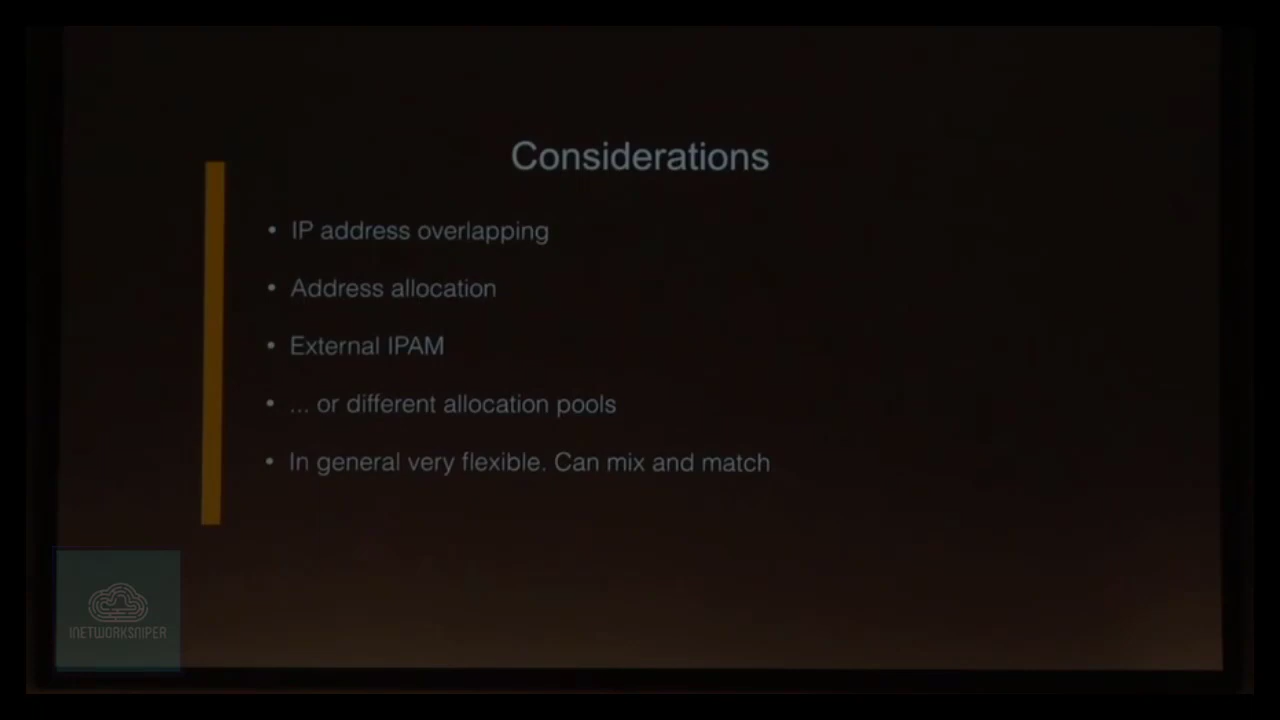 Considerations
• IP address overlapping
• Address allocation
• External IPAM
• ... or different allocation pools
• In general very flexible. Can mix and match
INETWORKSNIPER